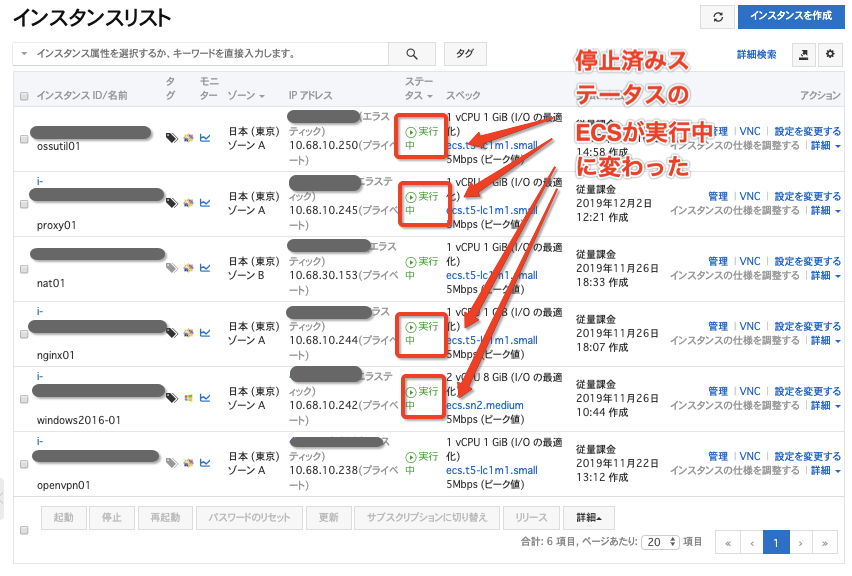 インスタンスリスト
インスタンスを作成
インスタンス属性を選択するか、キーワードを直接入力します。
タグ
詳細検索
停止済みス
テータスの
ECSが実行中
に変わった
インスタンス ID/名前
タグ
モニター
ゾーン
IP アドレス
ステータス
スペック
アクション
ossutil01
日本 (東京)
ゾーン A
(エラス
ティック)
10.68.10.250(プライベ
ート)
実行
中
1 vCPU 1 GiB (I/O の最適
化)
ecs.t5-lc1m1.small
5Mbps (ピーク値)
14:58 作成
管理 VNC 設定を変更する
インスタンスの仕様を調整する 詳細
i-
proxy01
日本 (東京)
ゾーン A
エラステ
ィック)
10.68.10.245(プライベ
ート)
実行
中
1 vCPU 1 GiB (I/O の最適
化)
ecs.t5-lc1m1.small
5Mbps (ピーク値)
従量課金
2019年12月2日
12:21 作成
管理 VNC 設定を変更する
インスタンスの仕様を調整する 詳細
nat01
日本 (東京)
ゾーン B
エラス
ティック)
10.68.30.153(プライベ
ート)
実行
中
1 vCPU 1 GiB (I/O の最適
化)
ecs.t5-lc1m1.small
5Mbps (ピーク値)
従量課金
2019年11月26日
18:33 作成
管理 VNC 設定を変更する
インスタンスの仕様を調整する 詳細
i-
nginx01
日本 (東京)
ゾーン A
エラス
ティック)
10.68.10.244(プライベ
ート)
実行
中
1 vCPU 1 GiB (I/O の最適
化)
ecs.t5-lc1m1.small
5Mbps (ピーク値)
従量課金
2019年11月26日
18:07 作成
管理 VNC 設定を変更する
インスタンスの仕様を調整する 詳細
i-
windows2016-01
日本 (東京)
ゾーン A
エラステ
ィック)
10.68.10.242(プライベ
ート)
実行
中
2 vCPU 8 GiB (I/O の最適
化)
ecs.sn2.medium
5Mbps (ピーク値)
従量課金
2019年11月26日
10:44 作成
管理 VNC 設定を変更する
インスタンスの仕様を調整する 詳細
i-
openvpn01
日本 (東京)
ゾーン A
エラス
ティック)
10.68.10.238(プライベ
ート)
実行
中
1 vCPU 1 GiB (I/O の最適
化)
ecs.t5-lc1m1.small
5Mbps (ピーク値)
従量課金
2019年11月22日
13:12 作成
管理 VNC 設定を変更する
インスタンスの仕様を調整する 詳細
起動 停止 再起動 パスワードのリセット 更新 サブスクリプションに切り替え リリース 詳細
合計: 6 項目, ページあたり: 20 項目 « ‹ 1 › »